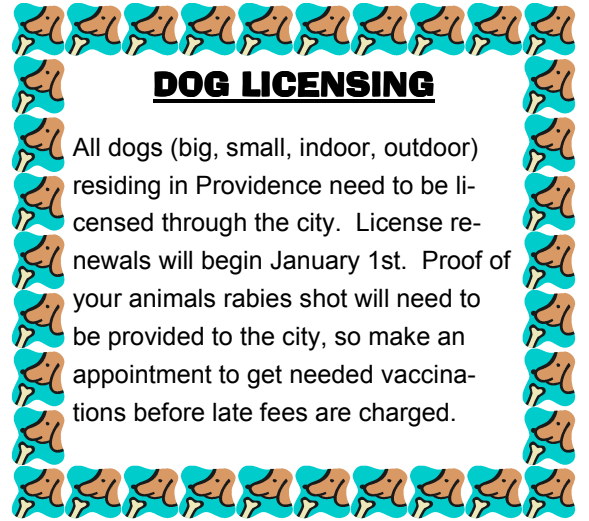 DOG LICENSING
All dogs (big, small, indoor, outdoor)
residing in Providence need to be li-
censed through the city.  License re-
newals will begin January 1st.  Proof of
your animals rabies shot will need to
be provided to the city, so make an
appointment to get needed vaccina-
tions before late fees are charged.